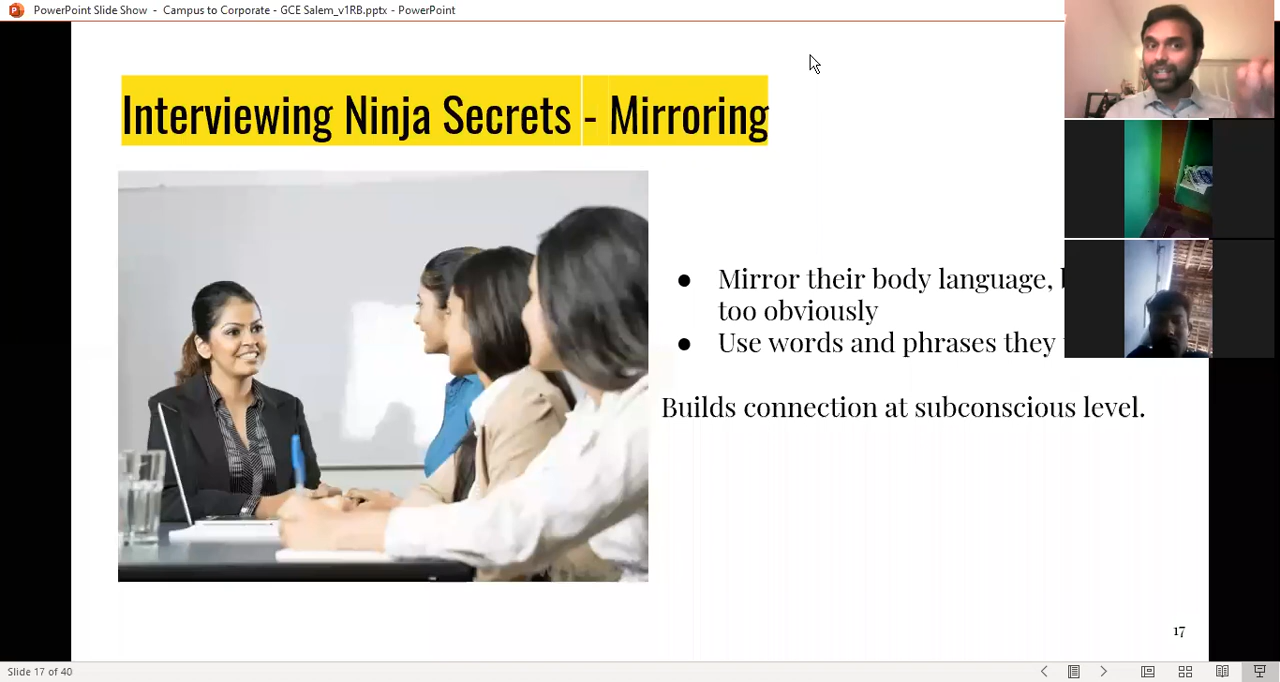 PowerPoint Slide Show - Campus to Corporate - GCE Salem_v1RB.pptx - PowerPoint
Interviewing Ninja Secrets - Mirroring
● Mirror their body language,
too obviously
● Use words and phrases they
Builds connection at subconscious level.
17
Slide 17 of 40